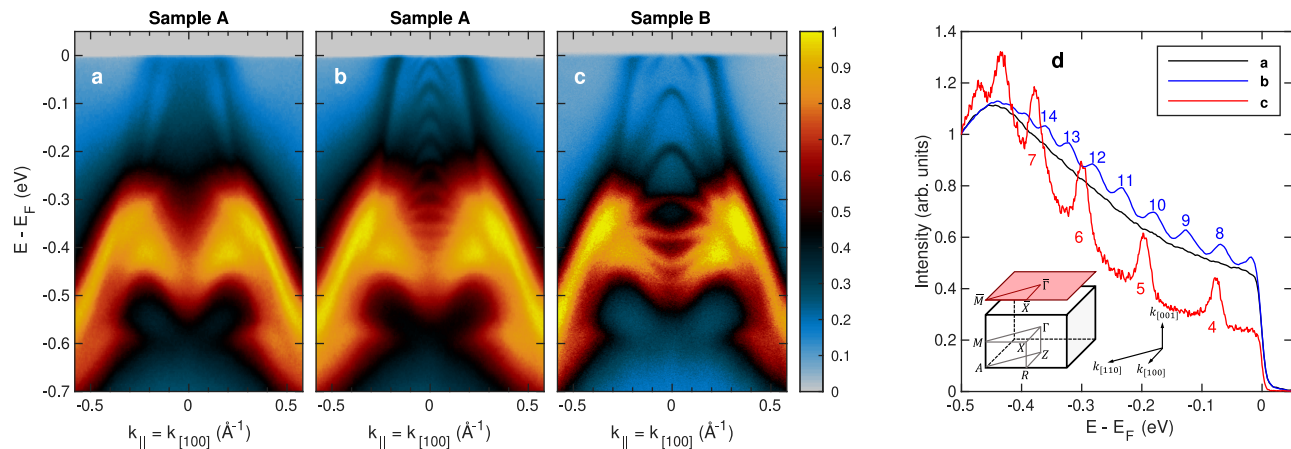 Sample A
Sample A
Sample B
a
b
c
d
0
-0.1
-0.2
-0.3
-0.4
-0.5
-0.6
-0.7
E - E_F (eV)
-0.5 0 0.5
-0.5 0 0.5
-0.5 0 0.5
k_|| = k_[100] (Å⁻¹)
k_|| = k_[100] (Å⁻¹)
k_|| = k_[100] (Å⁻¹)
1
0.9
0.8
0.7
0.6
0.5
0.4
0.3
0.2
0.1
0
1.4
1.2
1
0.8
0.6
0.4
0.2
0
Intensity (arb. units)
a
b
c
14
13
12
11
10
9
8
7
6
5
4
M̄
Γ̄
X̄
Γ
M
X
Z
A
R
k_[001]
k_[110]
k_[100]
-0.5 -0.4 -0.3 -0.2 -0.1 0
E - E_F (eV)